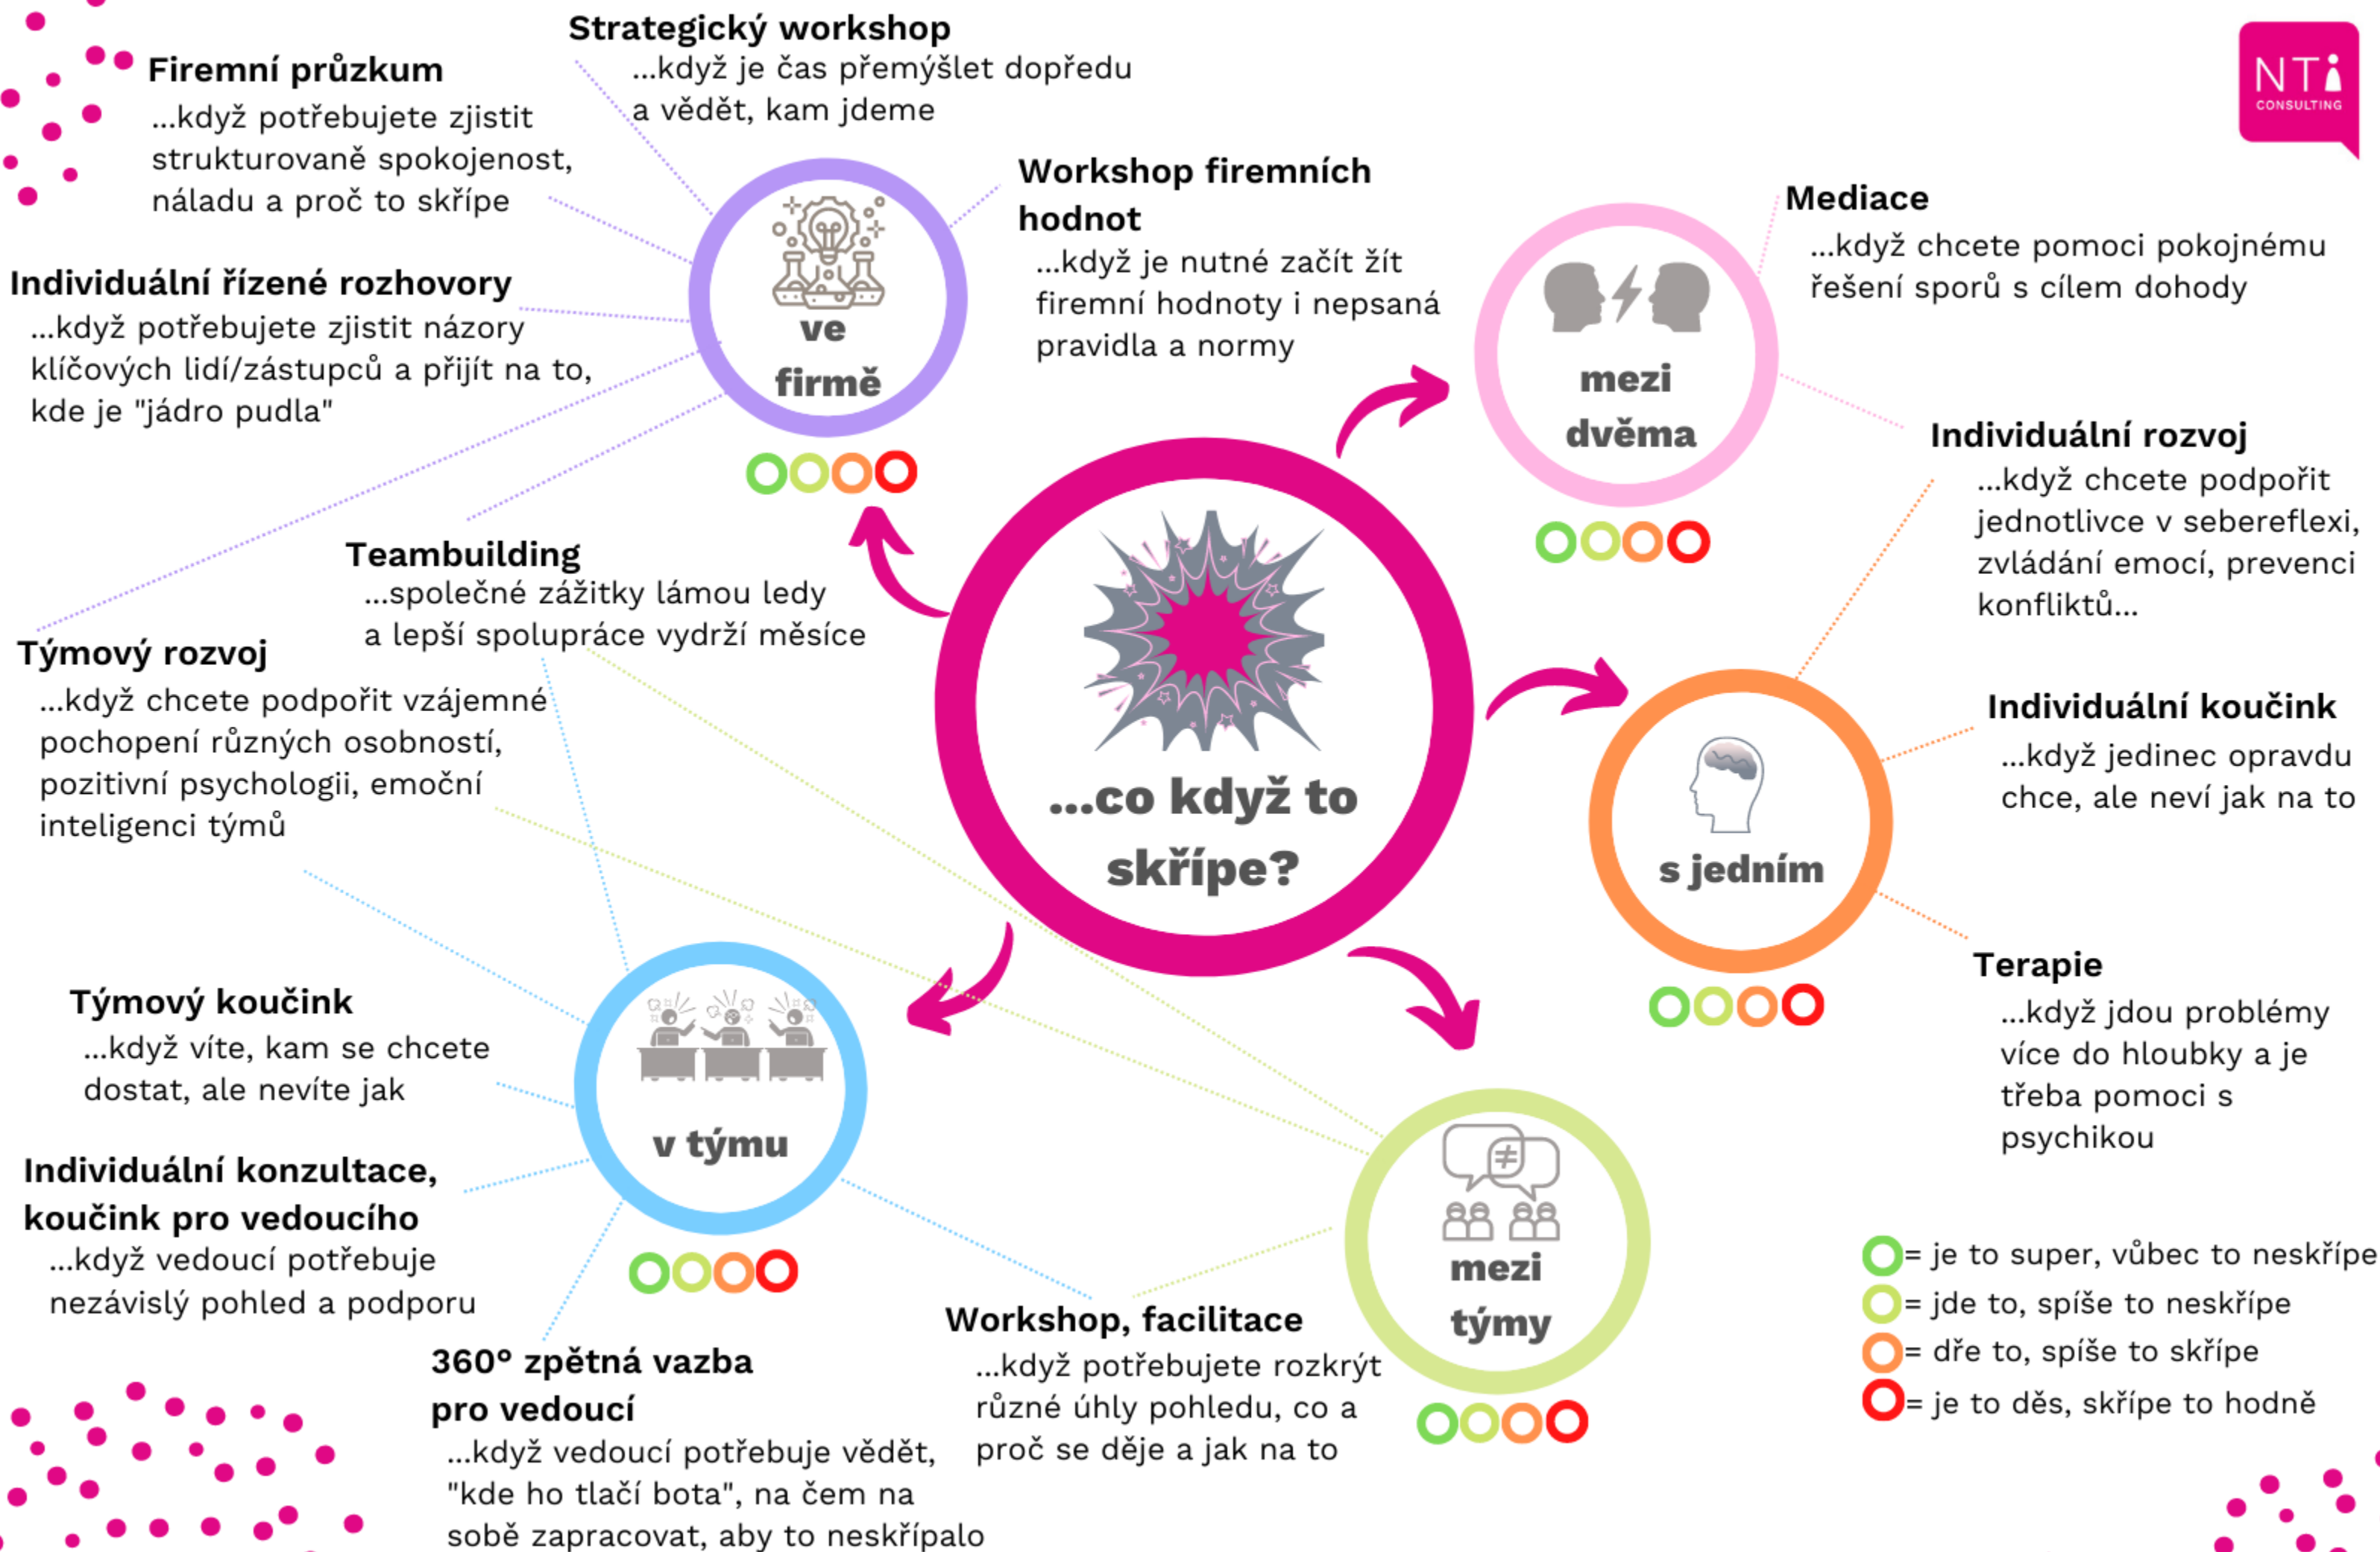 Strategický workshop
...když je čas přemýšlet dopředu
a vědět, kam jdeme
Firemní průzkum
...když potřebujete zjistit
strukturovaně spokojenost,
náladu a proč to skřípe
NTi
CONSULTING
Workshop firemních
hodnot
...když je nutné začít žít
firemní hodnoty i nepsaná
pravidla a normy
Mediace
...když chcete pomoci pokojnému
řešení sporů s cílem dohody
Individuální řízené rozhovory
...když potřebujete zjistit názory
klíčových lidí/zástupců a přijít na to,
kde je "jádro pudla"
ve
firmě
mezi
dvěma
Individuální rozvoj
...když chcete podpořit
jednotlivce v sebereflexi,
zvládání emocí, prevenci
konfliktů...
Teambuilding
...společné zážitky lámou ledy
a lepší spolupráce vydrží měsíce
Týmový rozvoj
...když chcete podpořit vzájemné
pochopení různých osobností,
pozitivní psychologii, emoční
inteligenci týmů
...co když to
skřípe?
Individuální koučink
...když jedinec opravdu
chce, ale neví jak na to
s jedním
Terapie
...když jdou problémy
více do hloubky a je
třeba pomoci s
psychikou
Týmový koučink
...když víte, kam se chcete
dostat, ale nevíte jak
v týmu
Individuální konzultace,
koučink pro vedoucího
...když vedoucí potřebuje
nezávislý pohled a podporu
≠
mezi
týmy
360° zpětná vazba
pro vedoucí
...když vedoucí potřebuje vědět,
"kde ho tlačí bota", na čem na
sobě zapracovat, aby to neskřípalo
Workshop, facilitace
...když potřebujete rozkrýt
různé úhly pohledu, co a
proč se děje a jak na to
= je to super, vůbec to neskřípe
= jde to, spíše to neskřípe
= dře to, spíše to skřípe
= je to děs, skřípe to hodně